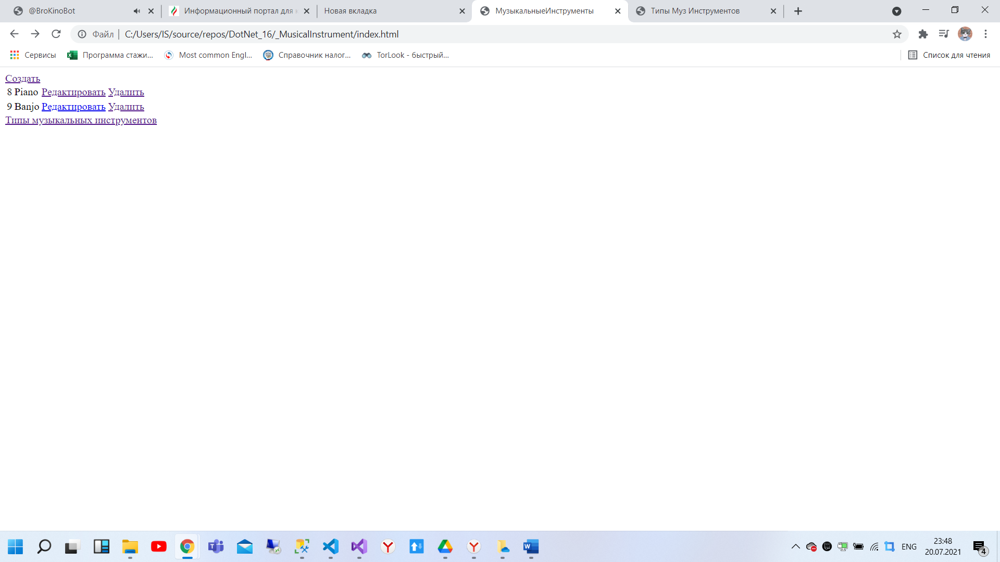 @BroKinoBot
Информационный портал для к
Новая вкладка
МузыкальныеИнструменты
Типы Муз Инструментов
Файл
C:/Users/IS/source/repos/DotNet_16/_MusicalInstrument/index.html
Сервисы
Программа стажи...
Most common Engl...
Справочник налог...
TorLook - быстрый...
Список для чтения
Создать
8 Piano Редактировать Удалить
9 Banjo Редактировать Удалить
Типы музыкальных инструментов
ENG
23:48
20.07.2021
4